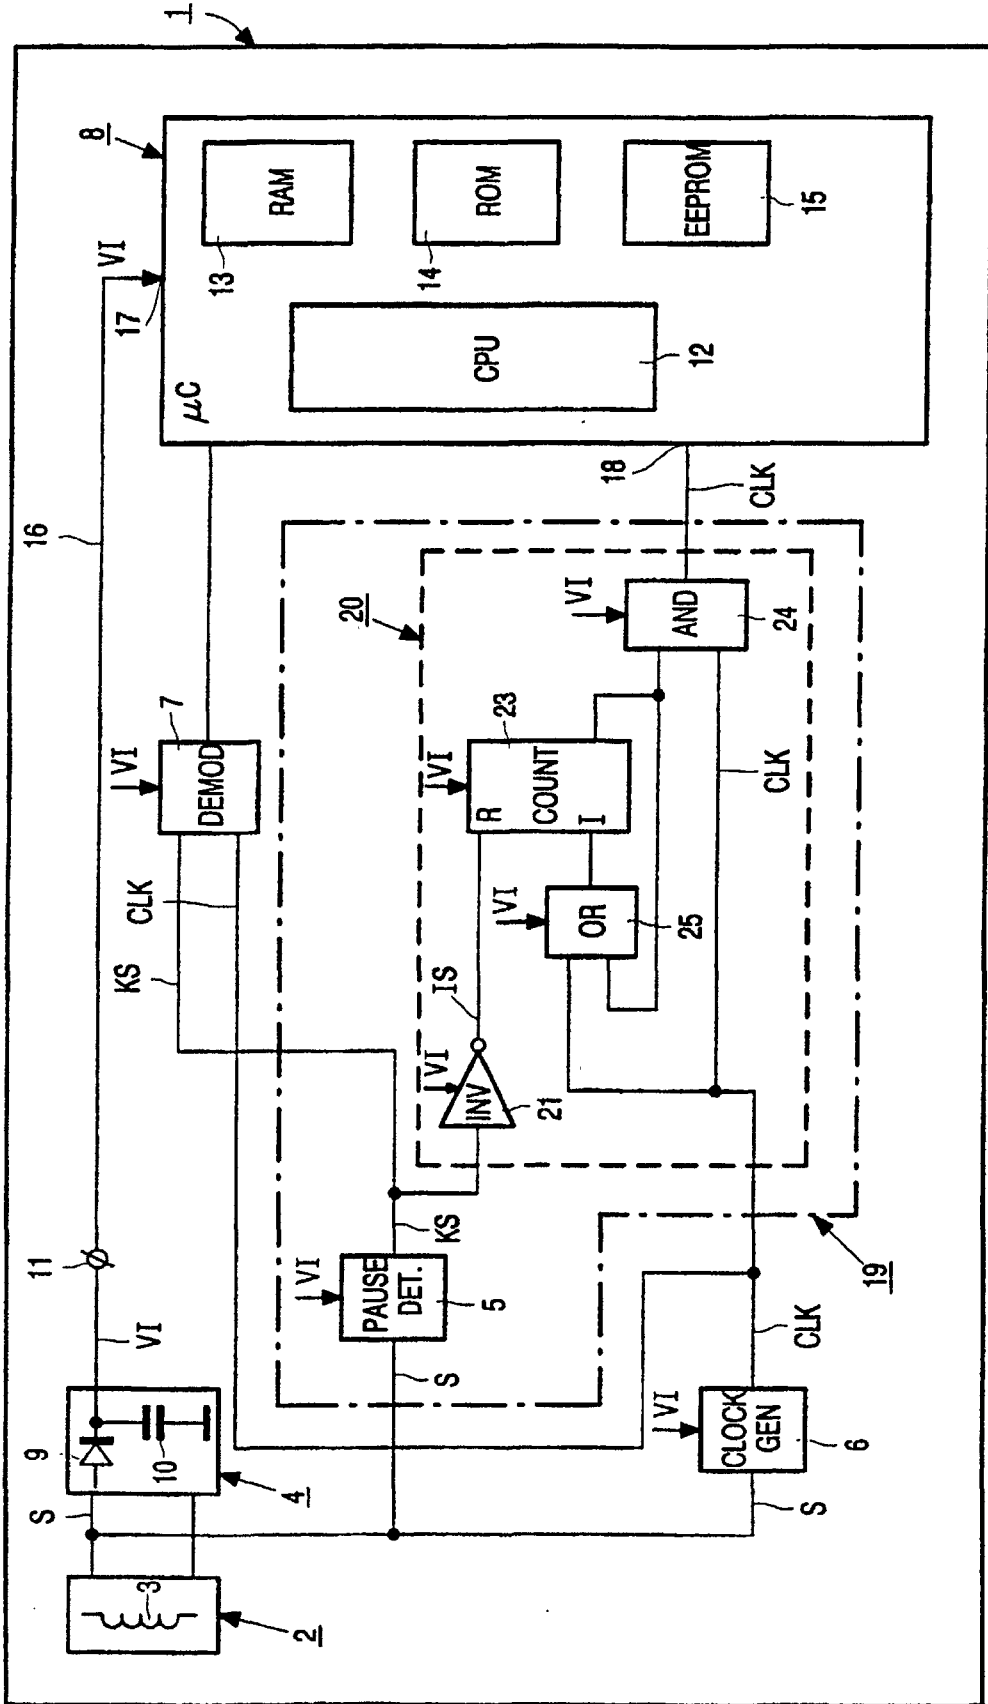 1
8
VI
17
16
µC
13
RAM
14
ROM
EEPROM
15
CPU
12
18
CLK
VI
7
DEMOD
CLK
KS
20
VI
AND
24
VI
23
R
COUNT
I
CLK
VI
OR
25
IS
VI
INV
21
KS
VI
PAUSE
DET.
5
S
19
11
VI
9
10
4
S
3
2
VI
CLOCK
GEN
6
CLK
S